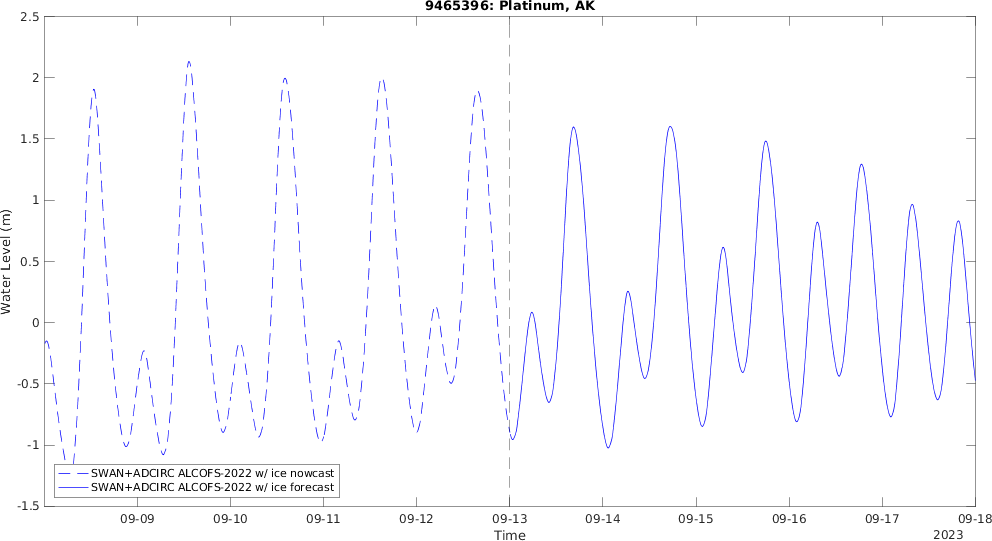 9465396: Platinum, AK
2.5
2
1.5
1
0.5
0
-0.5
-1
-1.5
Water Level (m)
SWAN+ADCIRC ALCOFS-2022 w/ ice nowcast
SWAN+ADCIRC ALCOFS-2022 w/ ice forecast
09-09 09-10 09-11 09-12 09-13 09-14 09-15 09-16 09-17 09-18
Time
2023